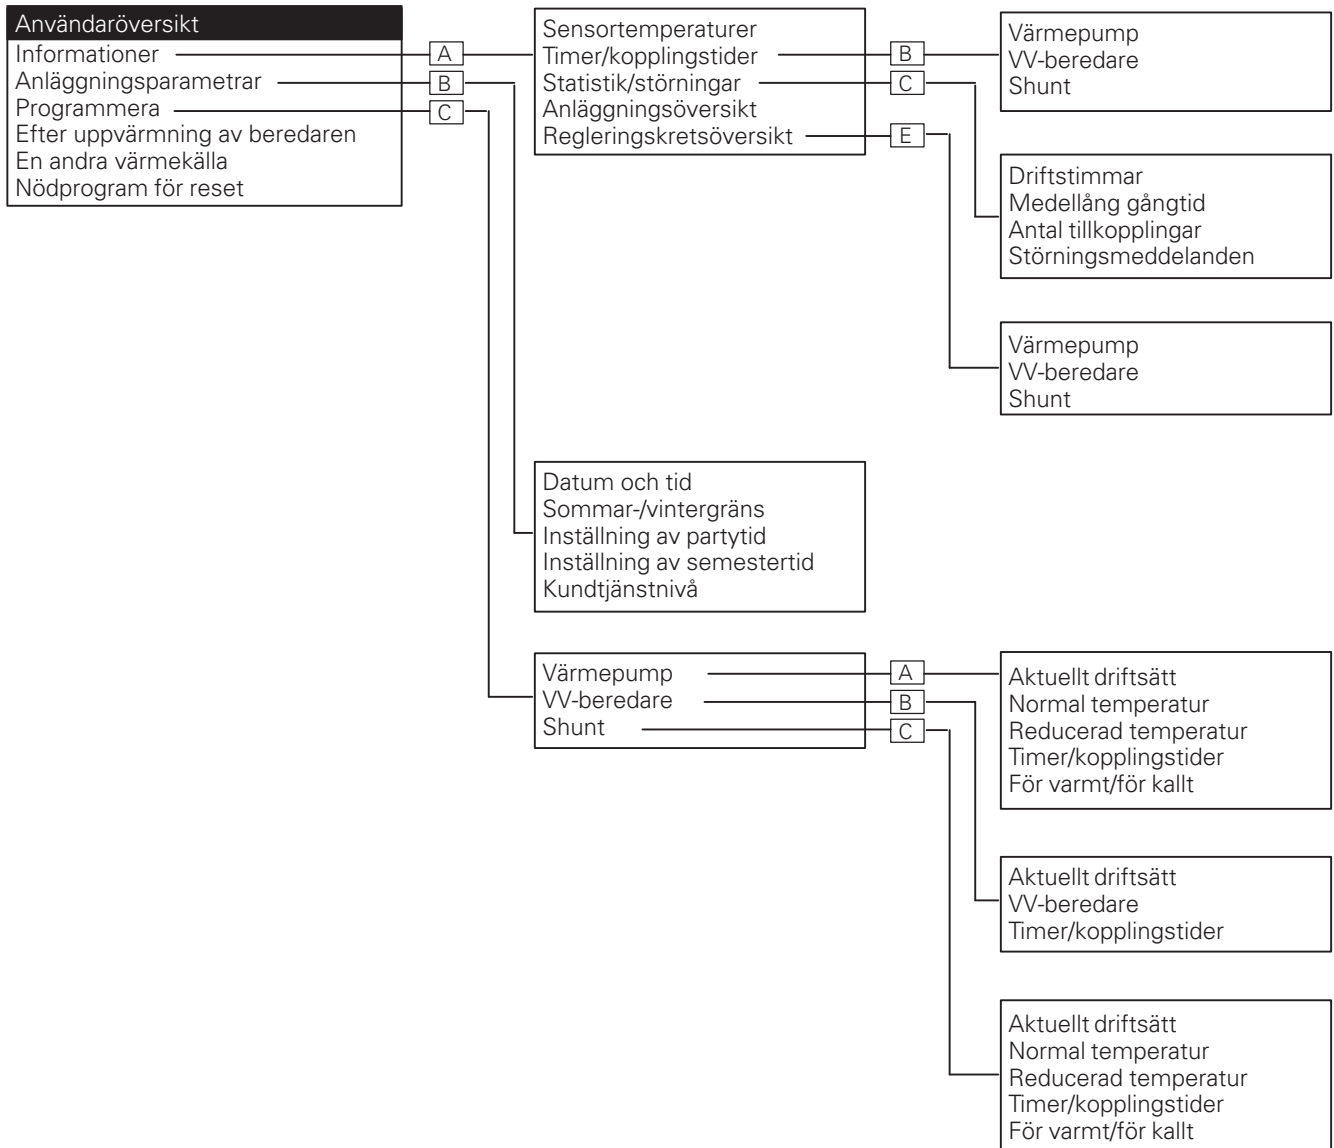 Användaröversikt
Informationer
Anläggningsparametrar
Programmera
Efter uppvärmning av beredaren
En andra värmekälla
Nödprogram för reset
A
B
C
Sensortemperaturer
Timer/kopplingstider
Statistik/störningar
Anläggningsöversikt
Regleringskretsöversikt
B
C
E
Värmepump
VV-beredare
Shunt
Driftstimmar
Medellång gångtid
Antal tillkopplingar
Störningsmeddelanden
Värmepump
VV-beredare
Shunt
Datum och tid
Sommar-/vintergräns
Inställning av partytid
Inställning av semestertid
Kundtjänstnivå
Värmepump
VV-beredare
Shunt
A
B
C
Aktuellt driftsätt
Normal temperatur
Reducerad temperatur
Timer/kopplingstider
För varmt/för kallt
Aktuellt driftsätt
VV-beredare
Timer/kopplingstider
Aktuellt driftsätt
Normal temperatur
Reducerad temperatur
Timer/kopplingstider
För varmt/för kallt